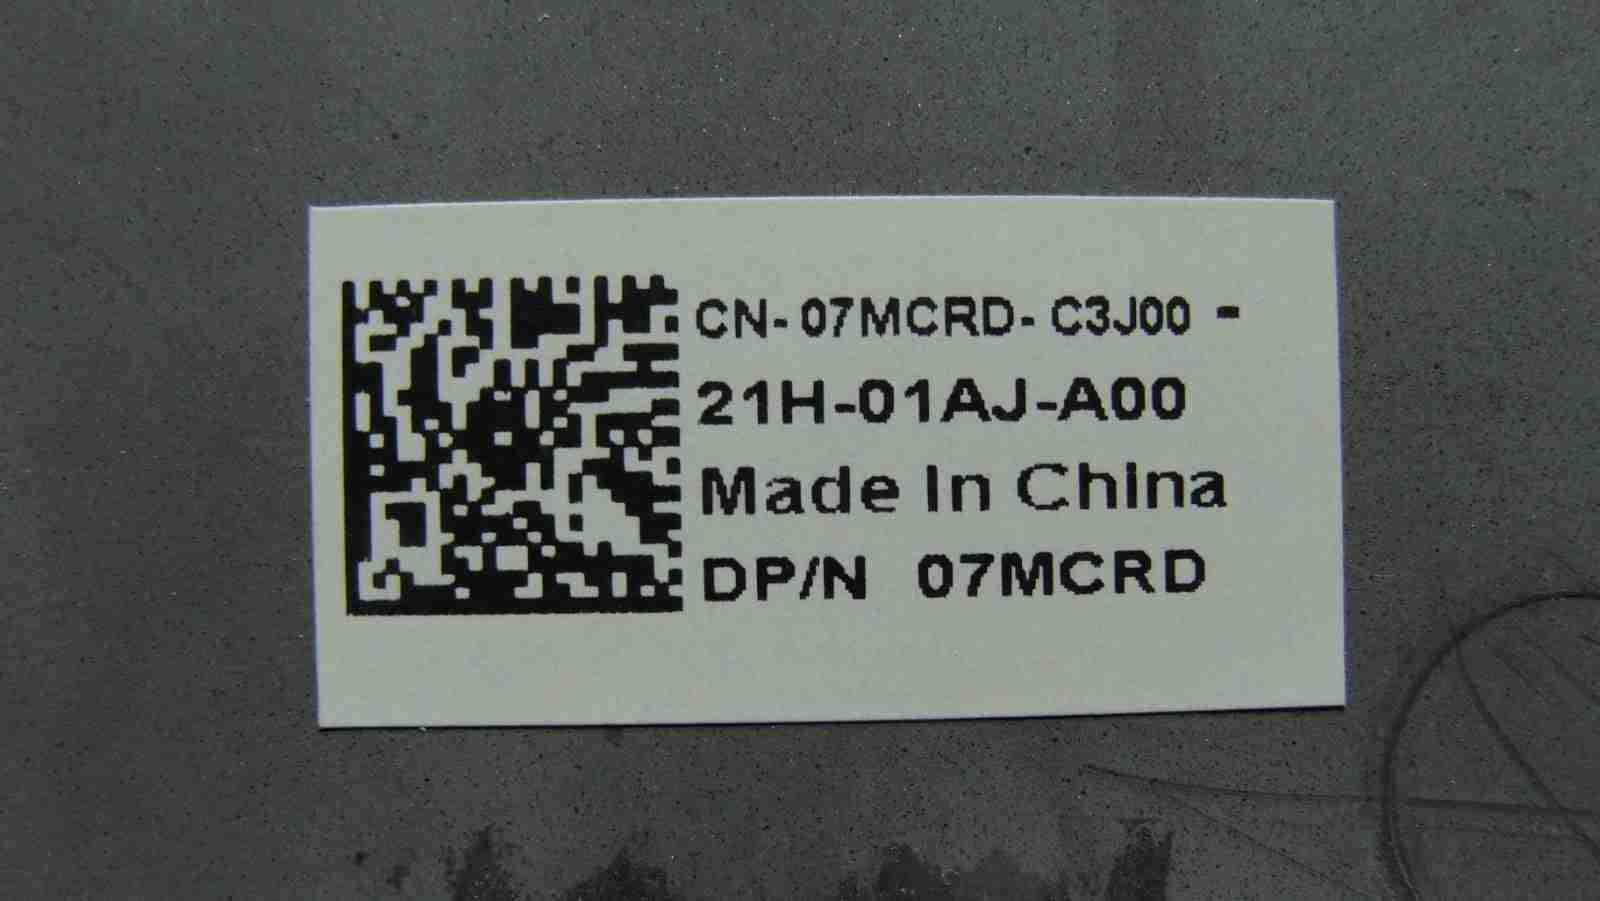 CN-07MCRD-C3J00 -
21H-01AJ-A00
Made In China
DP/N 07MCRD